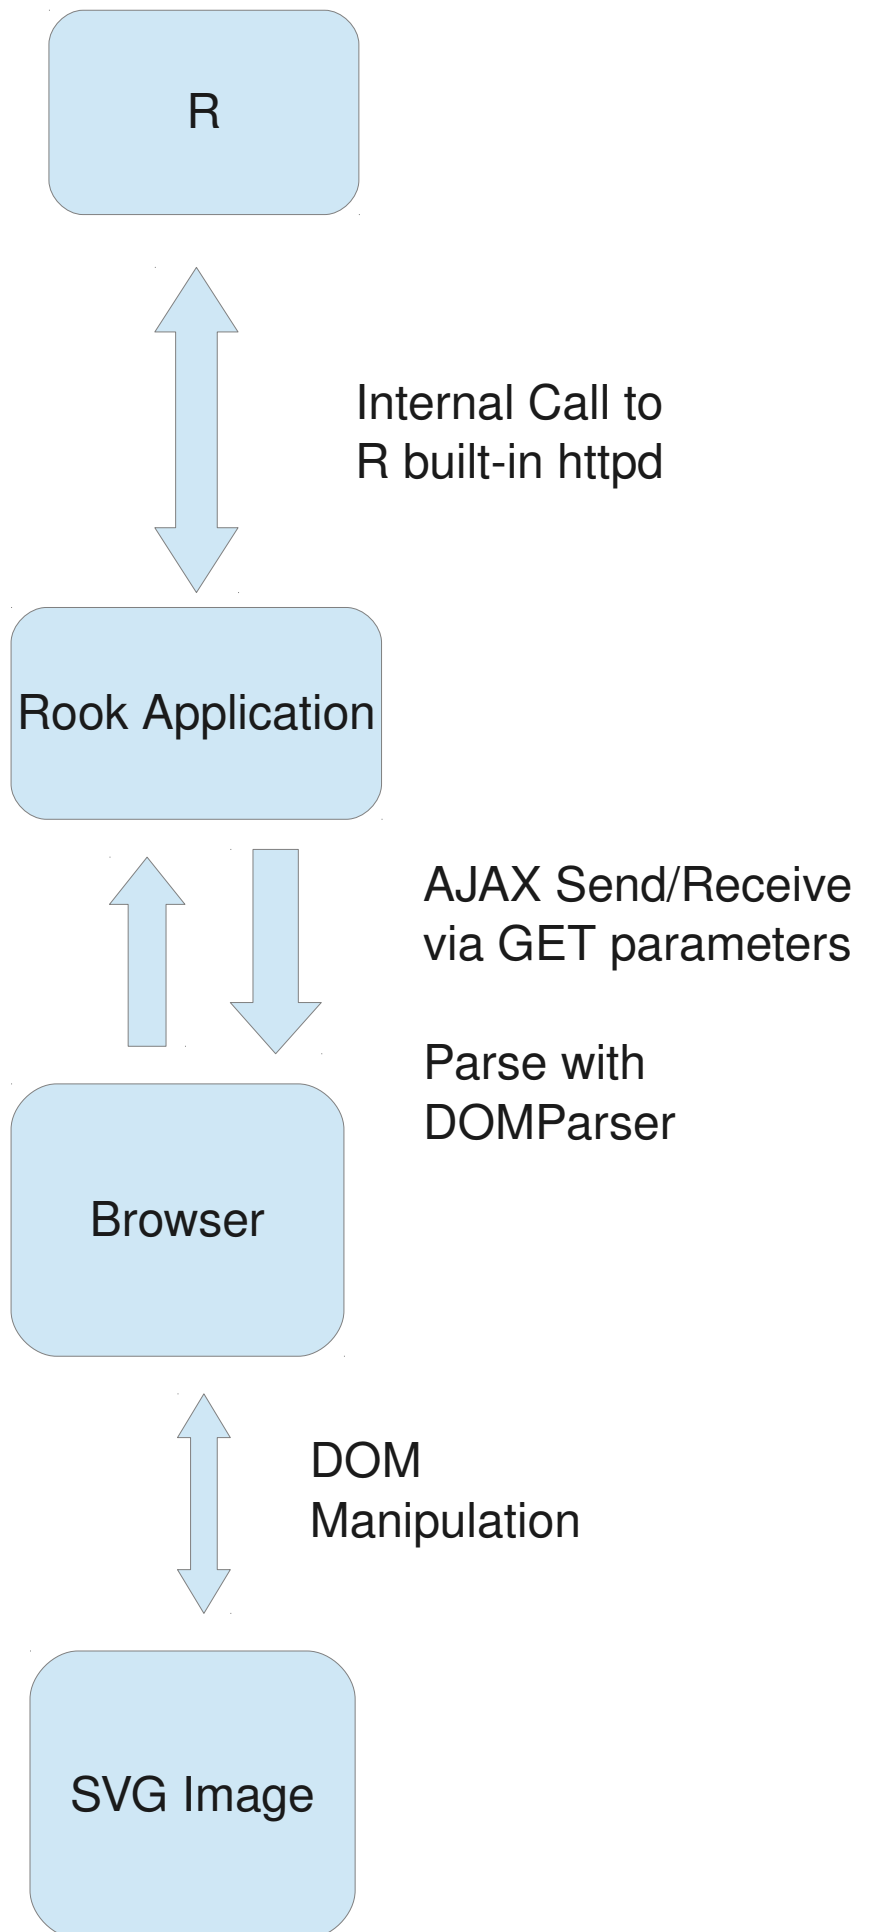 R
Internal Call to
R built-in httpd
Rook Application
AJAX Send/Receive
via GET parameters
Parse with
DOMParser
Browser
DOM
Manipulation
SVG Image